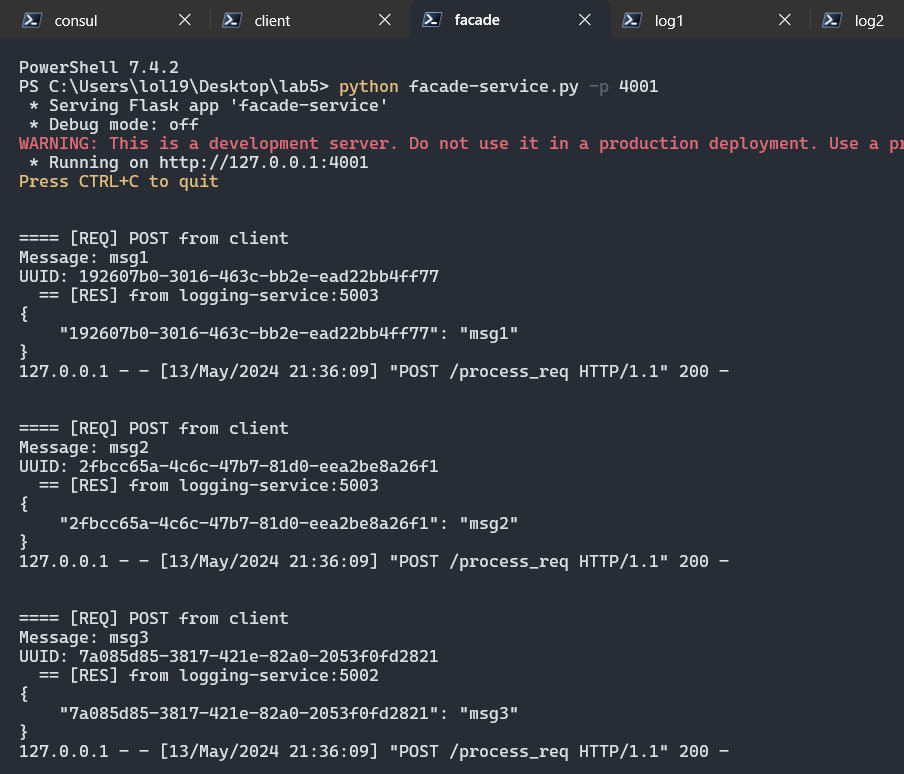 consul client facade log1 log2
PowerShell 7.4.2
PS C:\Users\lol19\Desktop\lab5> python facade-service.py -p 4001
 * Serving Flask app 'facade-service'
 * Debug mode: off
WARNING: This is a development server. Do not use it in a production deployment. Use a
 * Running on http://127.0.0.1:4001
Press CTRL+C to quit
==== [REQ] POST from client
Message: msg1
UUID: 192607b0-3016-463c-bb2e-ead22bb4ff77
  == [RES] from logging-service:5003
{
    "192607b0-3016-463c-bb2e-ead22bb4ff77": "msg1"
}
127.0.0.1 - - [13/May/2024 21:36:09] "POST /process_req HTTP/1.1" 200 -
==== [REQ] POST from client
Message: msg2
UUID: 2fbcc65a-4c6c-47b7-81d0-eea2be8a26f1
  == [RES] from logging-service:5003
{
    "2fbcc65a-4c6c-47b7-81d0-eea2be8a26f1": "msg2"
}
127.0.0.1 - - [13/May/2024 21:36:09] "POST /process_req HTTP/1.1" 200 -
==== [REQ] POST from client
Message: msg3
UUID: 7a085d85-3817-421e-82a0-2053f0fd2821
  == [RES] from logging-service:5002
{
    "7a085d85-3817-421e-82a0-2053f0fd2821": "msg3"
}
127.0.0.1 - - [13/May/2024 21:36:09] "POST /process_req HTTP/1.1" 200 -